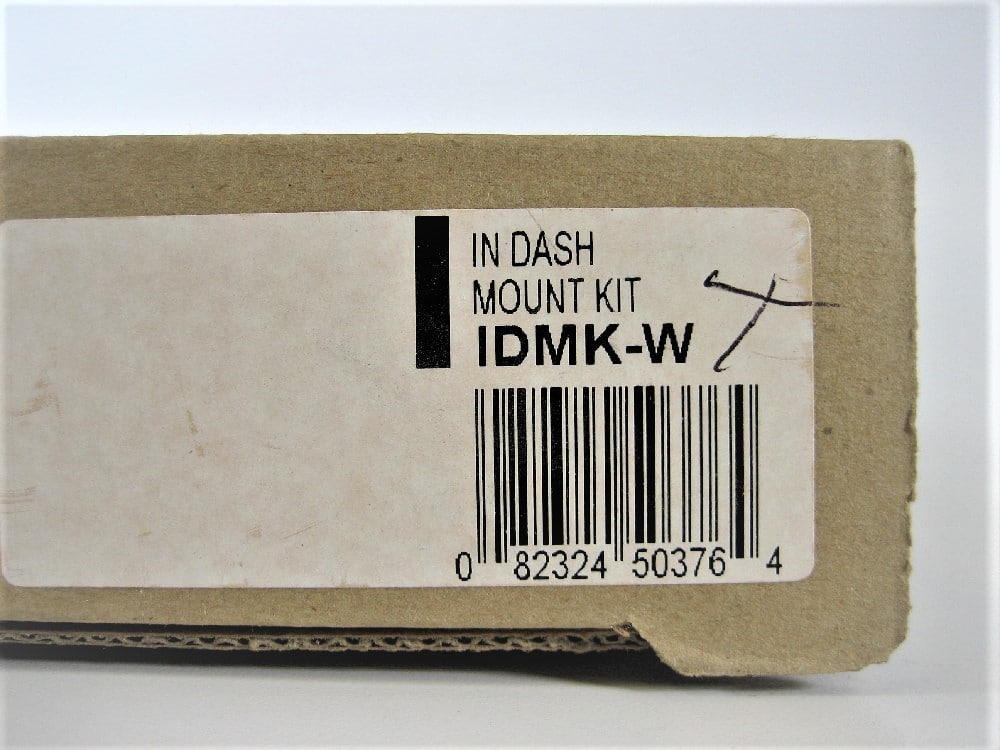 IN DASH
MOUNT KIT
IDMK-W
0 82324 50376 4